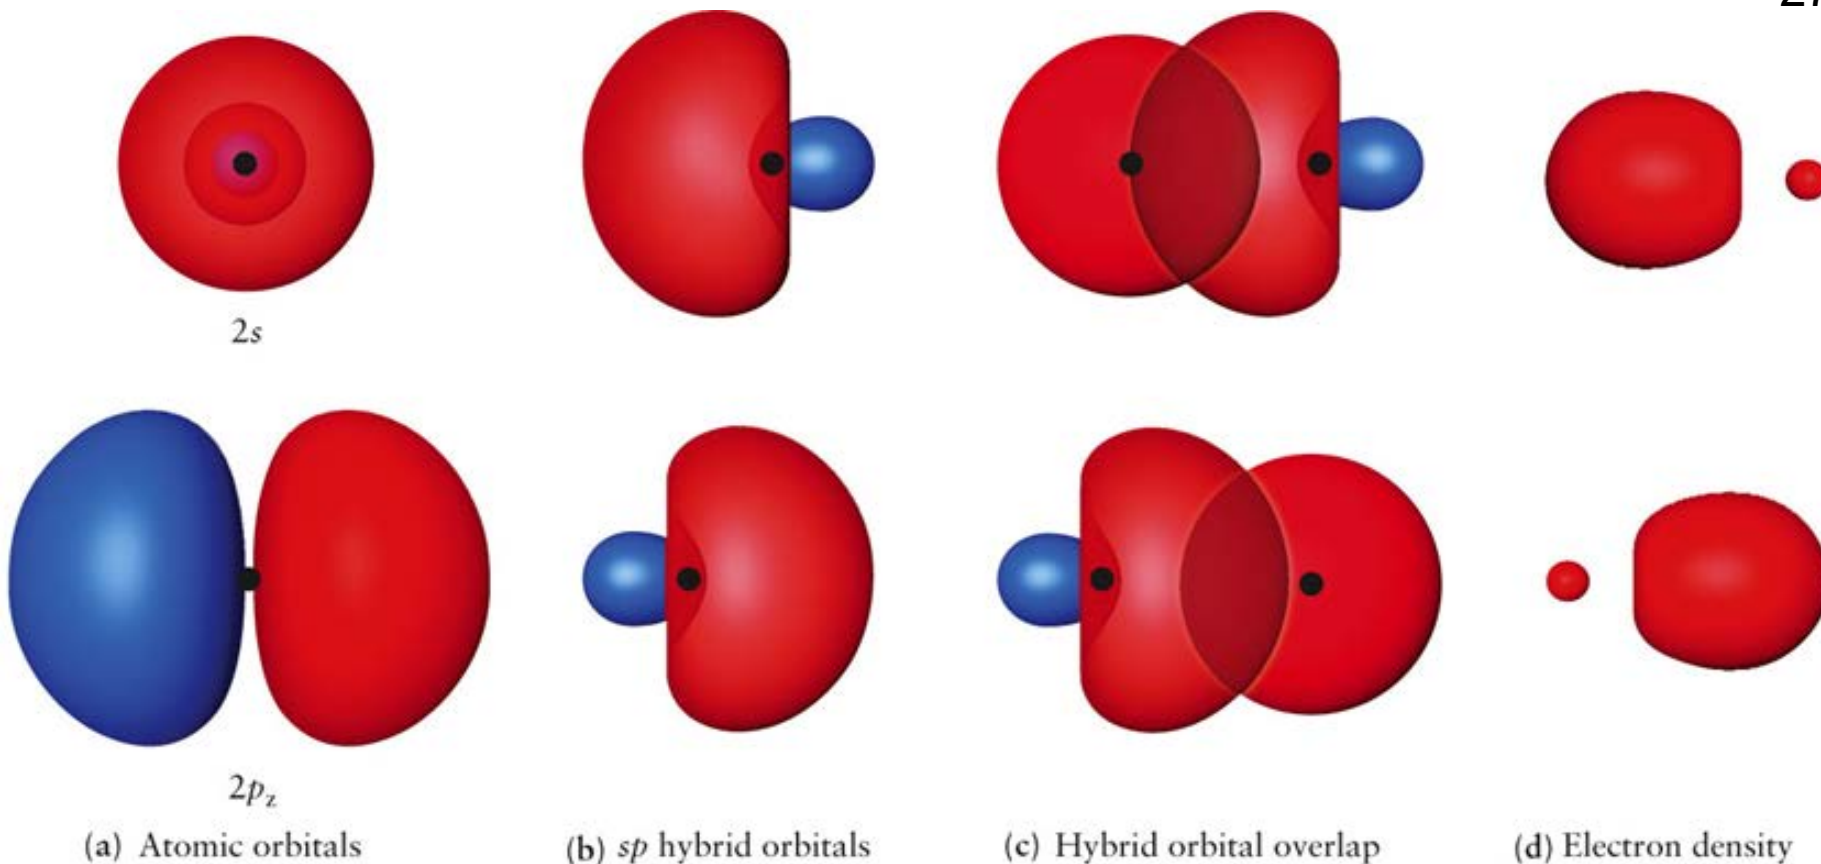 2s
2p_z
(a) Atomic orbitals
(b) sp hybrid orbitals
(c) Hybrid orbital overlap
(d) Electron density